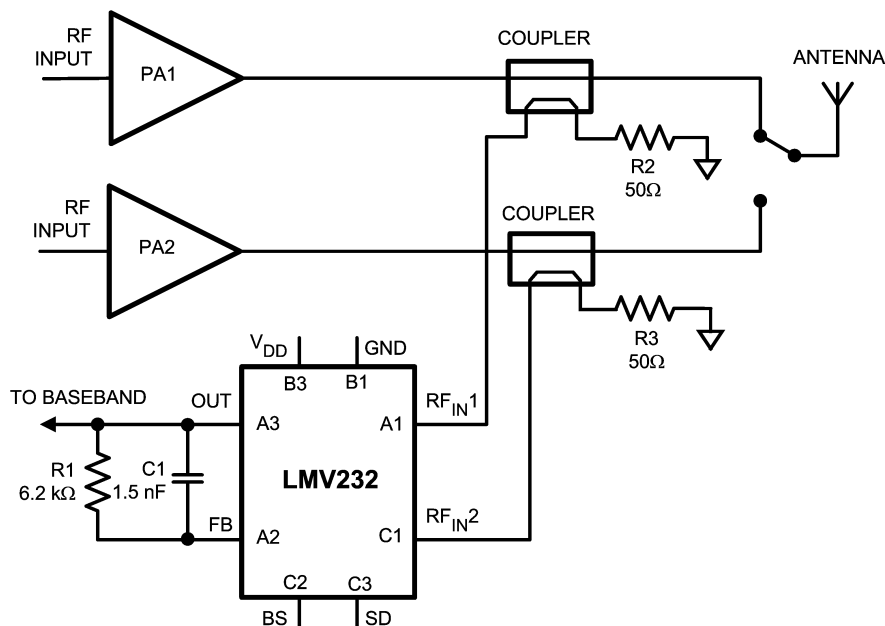 RF
INPUT
PA1
COUPLER
ANTENNA
R2
50Ω
RF
INPUT
PA2
COUPLER
R3
50Ω
VDD
GND
B3
B1
TO BASEBAND
OUT
A3
A1
RFIN1
R1
6.2 kΩ
C1
1.5 nF
LMV232
FB
A2
C1
RFIN2
C2
C3
BS
SD